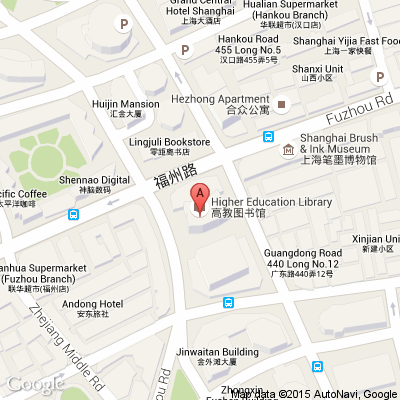 Grand Central
Hotel Shanghai
上海大酒店
Hualian Supermarket
(Hankou Branch)
华联超市(汉口店)
Hankou Road
455 Long No.5
汉口路455弄5号
Shanghai Yijia Fast Food
上海一家快餐
Shanxi Unit
山西小区
Huijin Mansion
汇金大厦
Hezhong Apartment
合众公寓
Fuzhou Rd
Lingjuli Bookstore
零距离书店
Shanghai Brush
& Ink Museum
上海笔墨博物馆
Shennao Digital
神脑数码
福州路
cific Coffee
太平洋咖啡
A
Higher Education Library
高教图书馆
Xinjian Uni
新建小区
Guangdong Road
440 Long No.12
广东路440弄12号
anhua Supermarket
(Fuzhou Branch)
联华超市(福州店)
Andong Hotel
安东旅社
Zhejiang Middle Rd
Jinwaitan Building
金外滩大厦
Zhongxin
Google
©2015 AutoNavi, Google